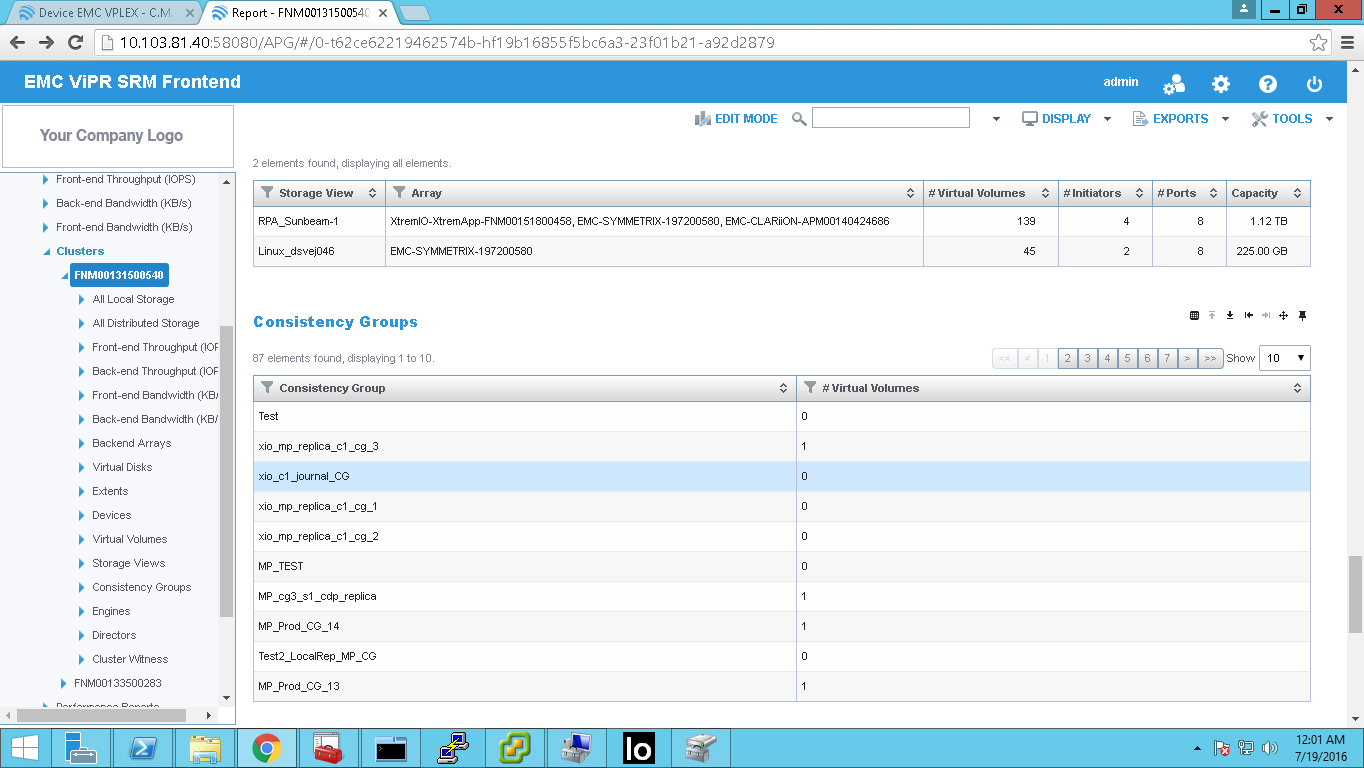 Device EMC VPLEX - C.M.
Report - FNM0013150054
10.103.81.40:58080/APG/#/0-t62ce62219462574b-hf19b16855f5bc6a3-23f01b21-a92d2879
EMC ViPR SRM Frontend
admin
Your Company Logo
EDIT MODE
DISPLAY
EXPORTS
TOOLS
Front-end Throughput (IOPS)
Back-end Bandwidth (KB/s)
Front-end Bandwidth (KB/s)
Clusters
FNM00131500540
All Local Storage
All Distributed Storage
Front-end Throughput (IOF
Back-end Throughput (IOF
Front-end Bandwidth (KB/
Back-end Bandwidth (KB/
Backend Arrays
Virtual Disks
Extents
Devices
Virtual Volumes
Storage Views
Consistency Groups
Engines
Directors
Cluster Witness
FNM00133500283
Performance Reports
2 elements found, displaying all elements.
Storage View Array # Virtual Volumes # Initiators # Ports Capacity
RPA_Sunbeam-1 XtremIO-XtremApp-FNM00151800458, EMC-SYMMETRIX-197200580, EMC-CLARiiON-APM00140424686 139 4 8 1.12 TB
Linux_dsvej046 EMC-SYMMETRIX-197200580 45 2 8 225.00 GB
Consistency Groups
87 elements found, displaying 1 to 10.
<< < 1 2 3 4 5 6 7 > >> Show 10
Consistency Group # Virtual Volumes
Test 0
xio_mp_replica_c1_cg_3 1
xio_c1_journal_CG 0
xio_mp_replica_c1_cg_1 0
xio_mp_replica_c1_cg_2 0
MP_TEST 0
MP_cg3_s1_cdp_replica 1
MP_Prod_CG_14 1
Test2_LocalRep_MP_CG 0
MP_Prod_CG_13 1
lo
12:01 AM
7/19/2016